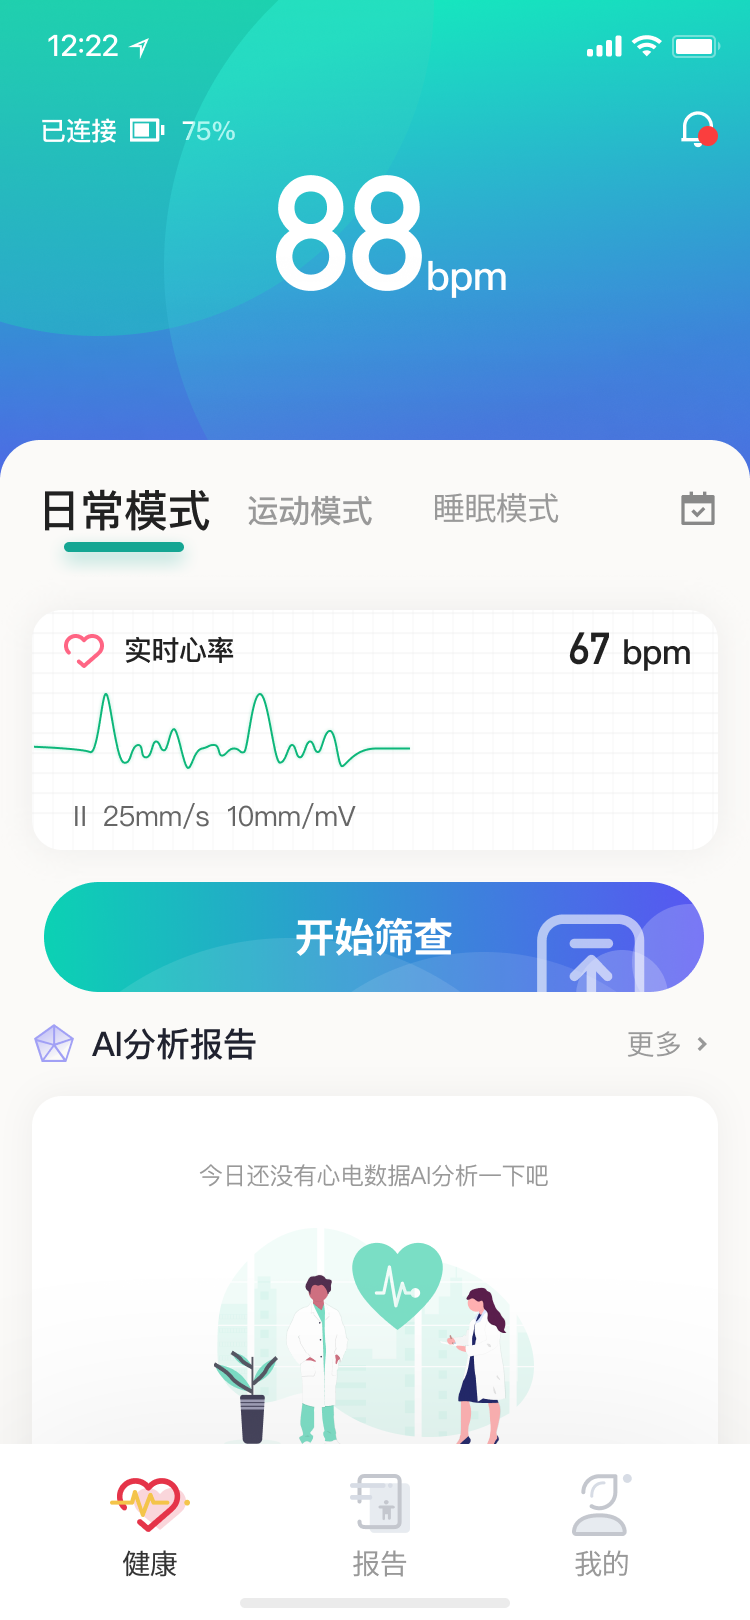 12:22
已连接 75%
88 bpm
日常模式 运动模式 睡眠模式
实时心率 67 bpm
II 25mm/s 10mm/mV
开始筛查
AI分析报告 更多
今日还没有心电数据AI分析一下吧
健康 报告 我的